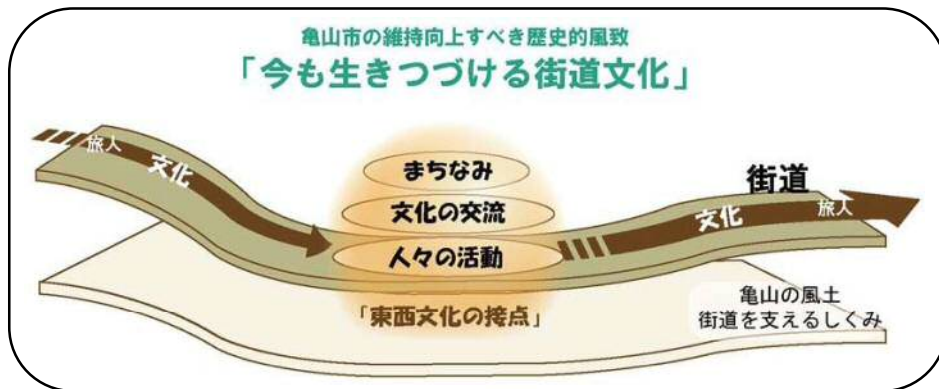 亀山市の維持向上すべき歴史的風致
「今も生きつづける街道文化」
旅人
文化
まちなみ
文化の交流
人々の活動
「東西文化の接点」
街道
文化
旅人
亀山の風土
街道を支えるしくみ